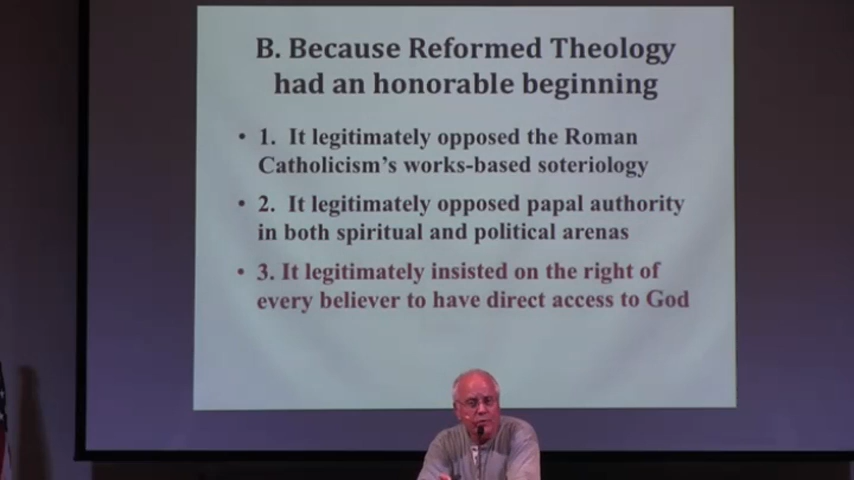 B. Because Reformed Theology
had an honorable beginning
• 1. It legitimately opposed the Roman
Catholicism's works-based soteriology
• 2. It legitimately opposed papal authority
in both spiritual and political arenas
• 3. It legitimately insisted on the right of
every believer to have direct access to God